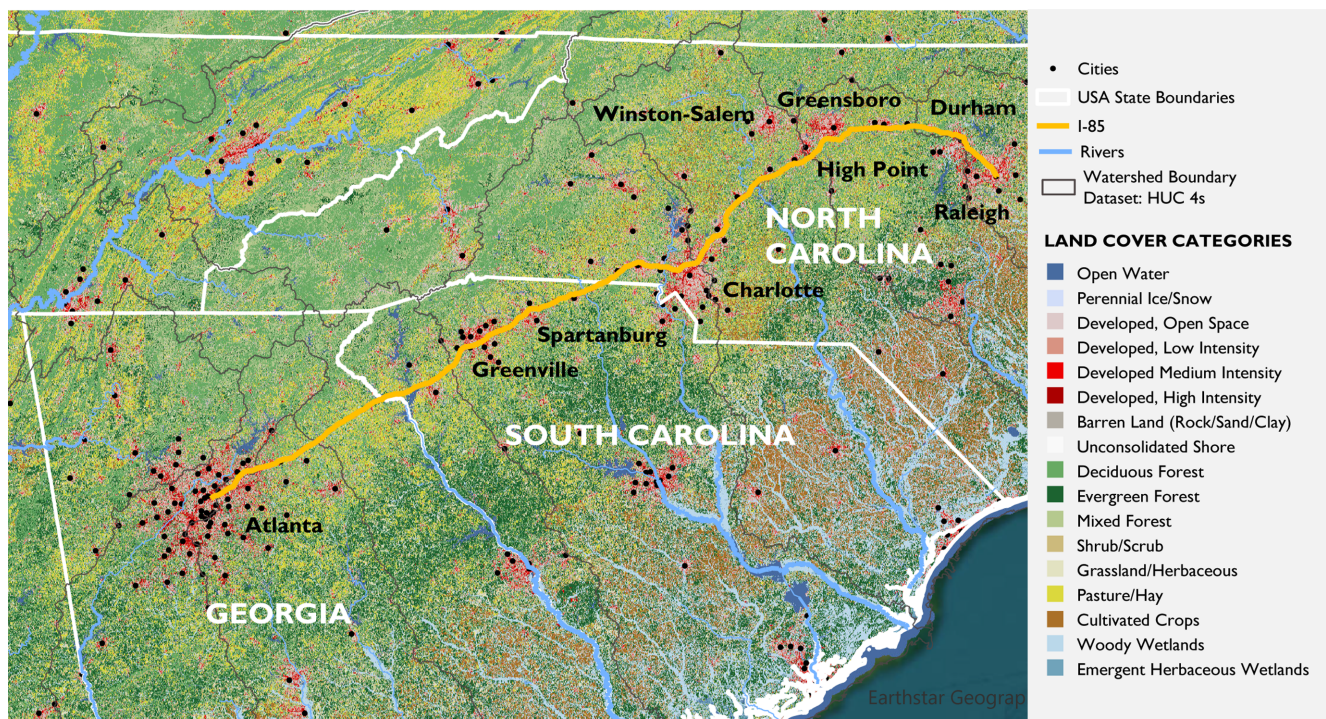 Winston-Salem
Greensboro
Durham
High Point
Raleigh
NORTH
CAROLINA
Charlotte
Spartanburg
Greenville
SOUTH CAROLINA
Atlanta
GEORGIA
Earthstar Geograp
Cities
USA State Boundaries
I-85
Rivers
Watershed Boundary
Dataset: HUC 4s
LAND COVER CATEGORIES
Open Water
Perennial Ice/Snow
Developed, Open Space
Developed, Low Intensity
Developed Medium Intensity
Developed, High Intensity
Barren Land (Rock/Sand/Clay)
Unconsolidated Shore
Deciduous Forest
Evergreen Forest
Mixed Forest
Shrub/Scrub
Grassland/Herbaceous
Pasture/Hay
Cultivated Crops
Woody Wetlands
Emergent Herbaceous Wetlands